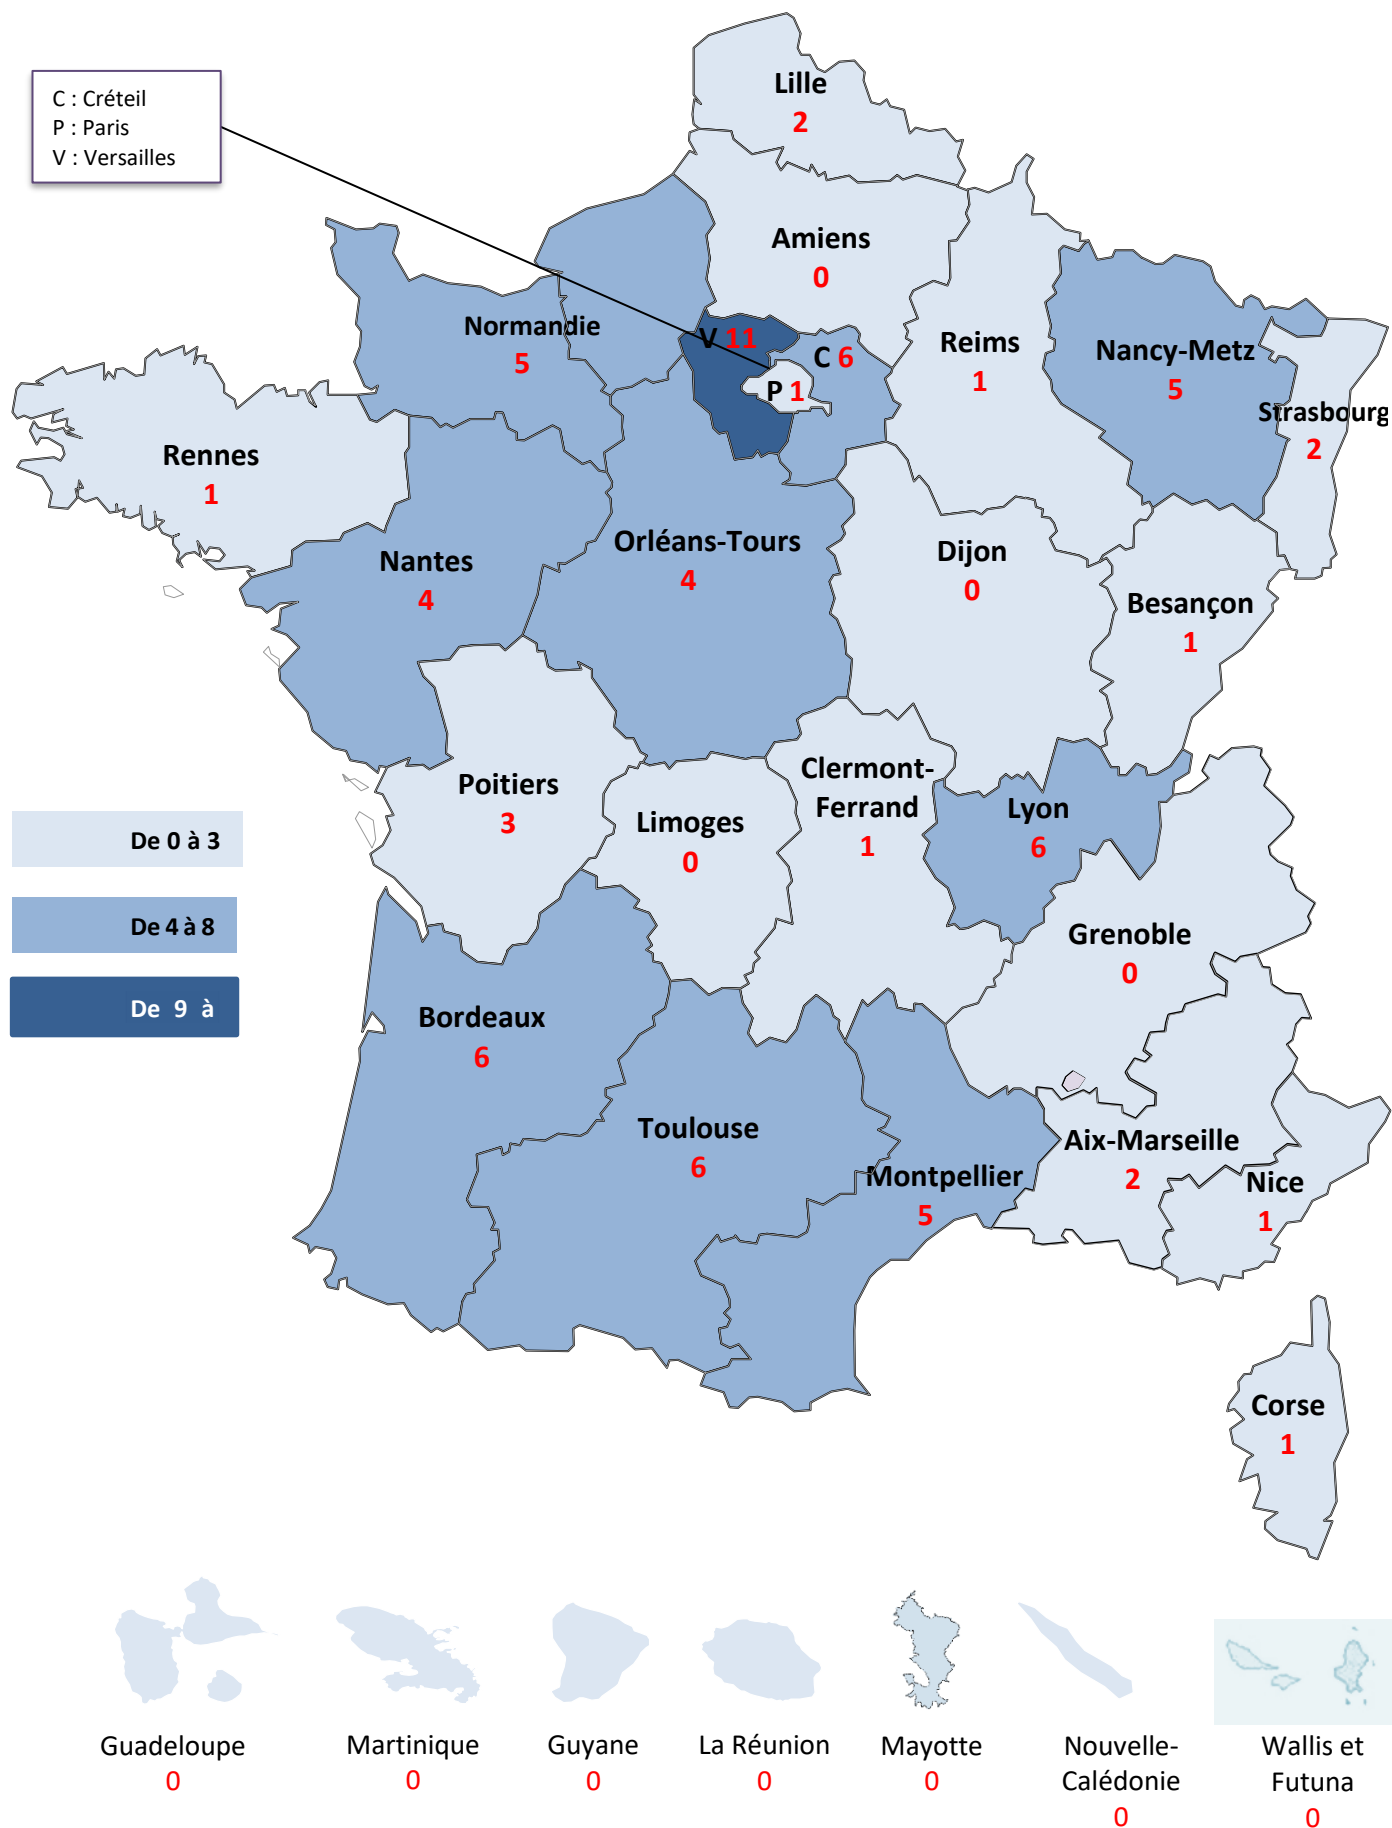 C : Créteil
P : Paris
V : Versailles
Lille
2
Amiens
0
Normandie
5
V 11
C 6
P 1
Reims
1
Nancy-Metz
5
Strasbourg
2
Rennes
1
Nantes
4
Orléans-Tours
4
Dijon
0
Besançon
1
Poitiers
3
Limoges
0
Clermont-
Ferrand
1
Lyon
6
Grenoble
0
De 0 à 3
De 4 à 8
De 9 à
Bordeaux
6
Toulouse
6
Montpellier
5
Aix-Marseille
2
Nice
1
Corse
1
Guadeloupe
0
Martinique
0
Guyane
0
La Réunion
0
Mayotte
0
Nouvelle-
Calédonie
0
Wallis et
Futuna
0